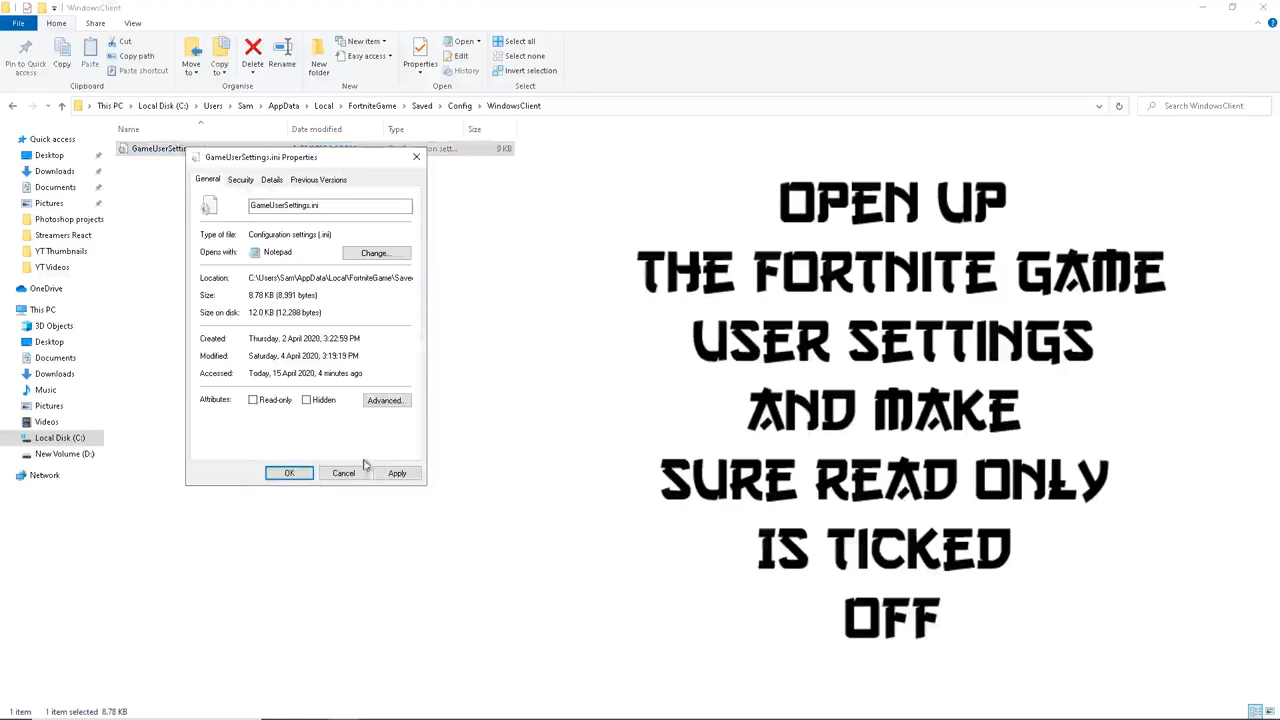 WindowsClient
File
Home
Share
View
Pin to Quick access
Copy
Paste
Cut
Copy path
Paste shortcut
Clipboard
Move to
Copy to
Delete
Rename
Organise
New folder
New item
Easy access
New
Properties
Open
Edit
History
Open
Select all
Select none
Invert selection
Select
This PC
Local Disk (C:)
Users
Sam
AppData
Local
FortniteGame
Saved
Config
WindowsClient
Search WindowsClient
Name
Date modified
Type
Size
9 KB
Quick access
Desktop
Downloads
Documents
Pictures
Photoshop projects
Streamers React
YT Thumbnails
YT Videos
OneDrive
This PC
3D Objects
Desktop
Documents
Downloads
Music
Pictures
Videos
Local Disk (C:)
New Volume (D:)
Network
GameUserSettings.ini Properties
General
Security
Details
Previous Versions
GameUserSettings.ini
Type of file: Configuration settings (.ini)
Opens with: Notepad
Change...
Location: C:\Users\Sam\AppData\Local\FortniteGame\Save
Size: 8.78 KB (8,991 bytes)
Size on disk: 12.0 KB (12,288 bytes)
Created: Thursday, 2 April 2020, 3:22:59 PM
Modified: Saturday, 4 April 2020, 3:19:19 PM
Accessed: Today, 15 April 2020, 4 minutes ago
Attributes: Read-only Hidden
Advanced...
OK
Cancel
Apply
OPEN UP
THE FORTNITE GAME
USER SETTINGS
AND MAKE
SURE READ ONLY
IS TICKED
OFF
1 item
1 item selected 8.78 KB